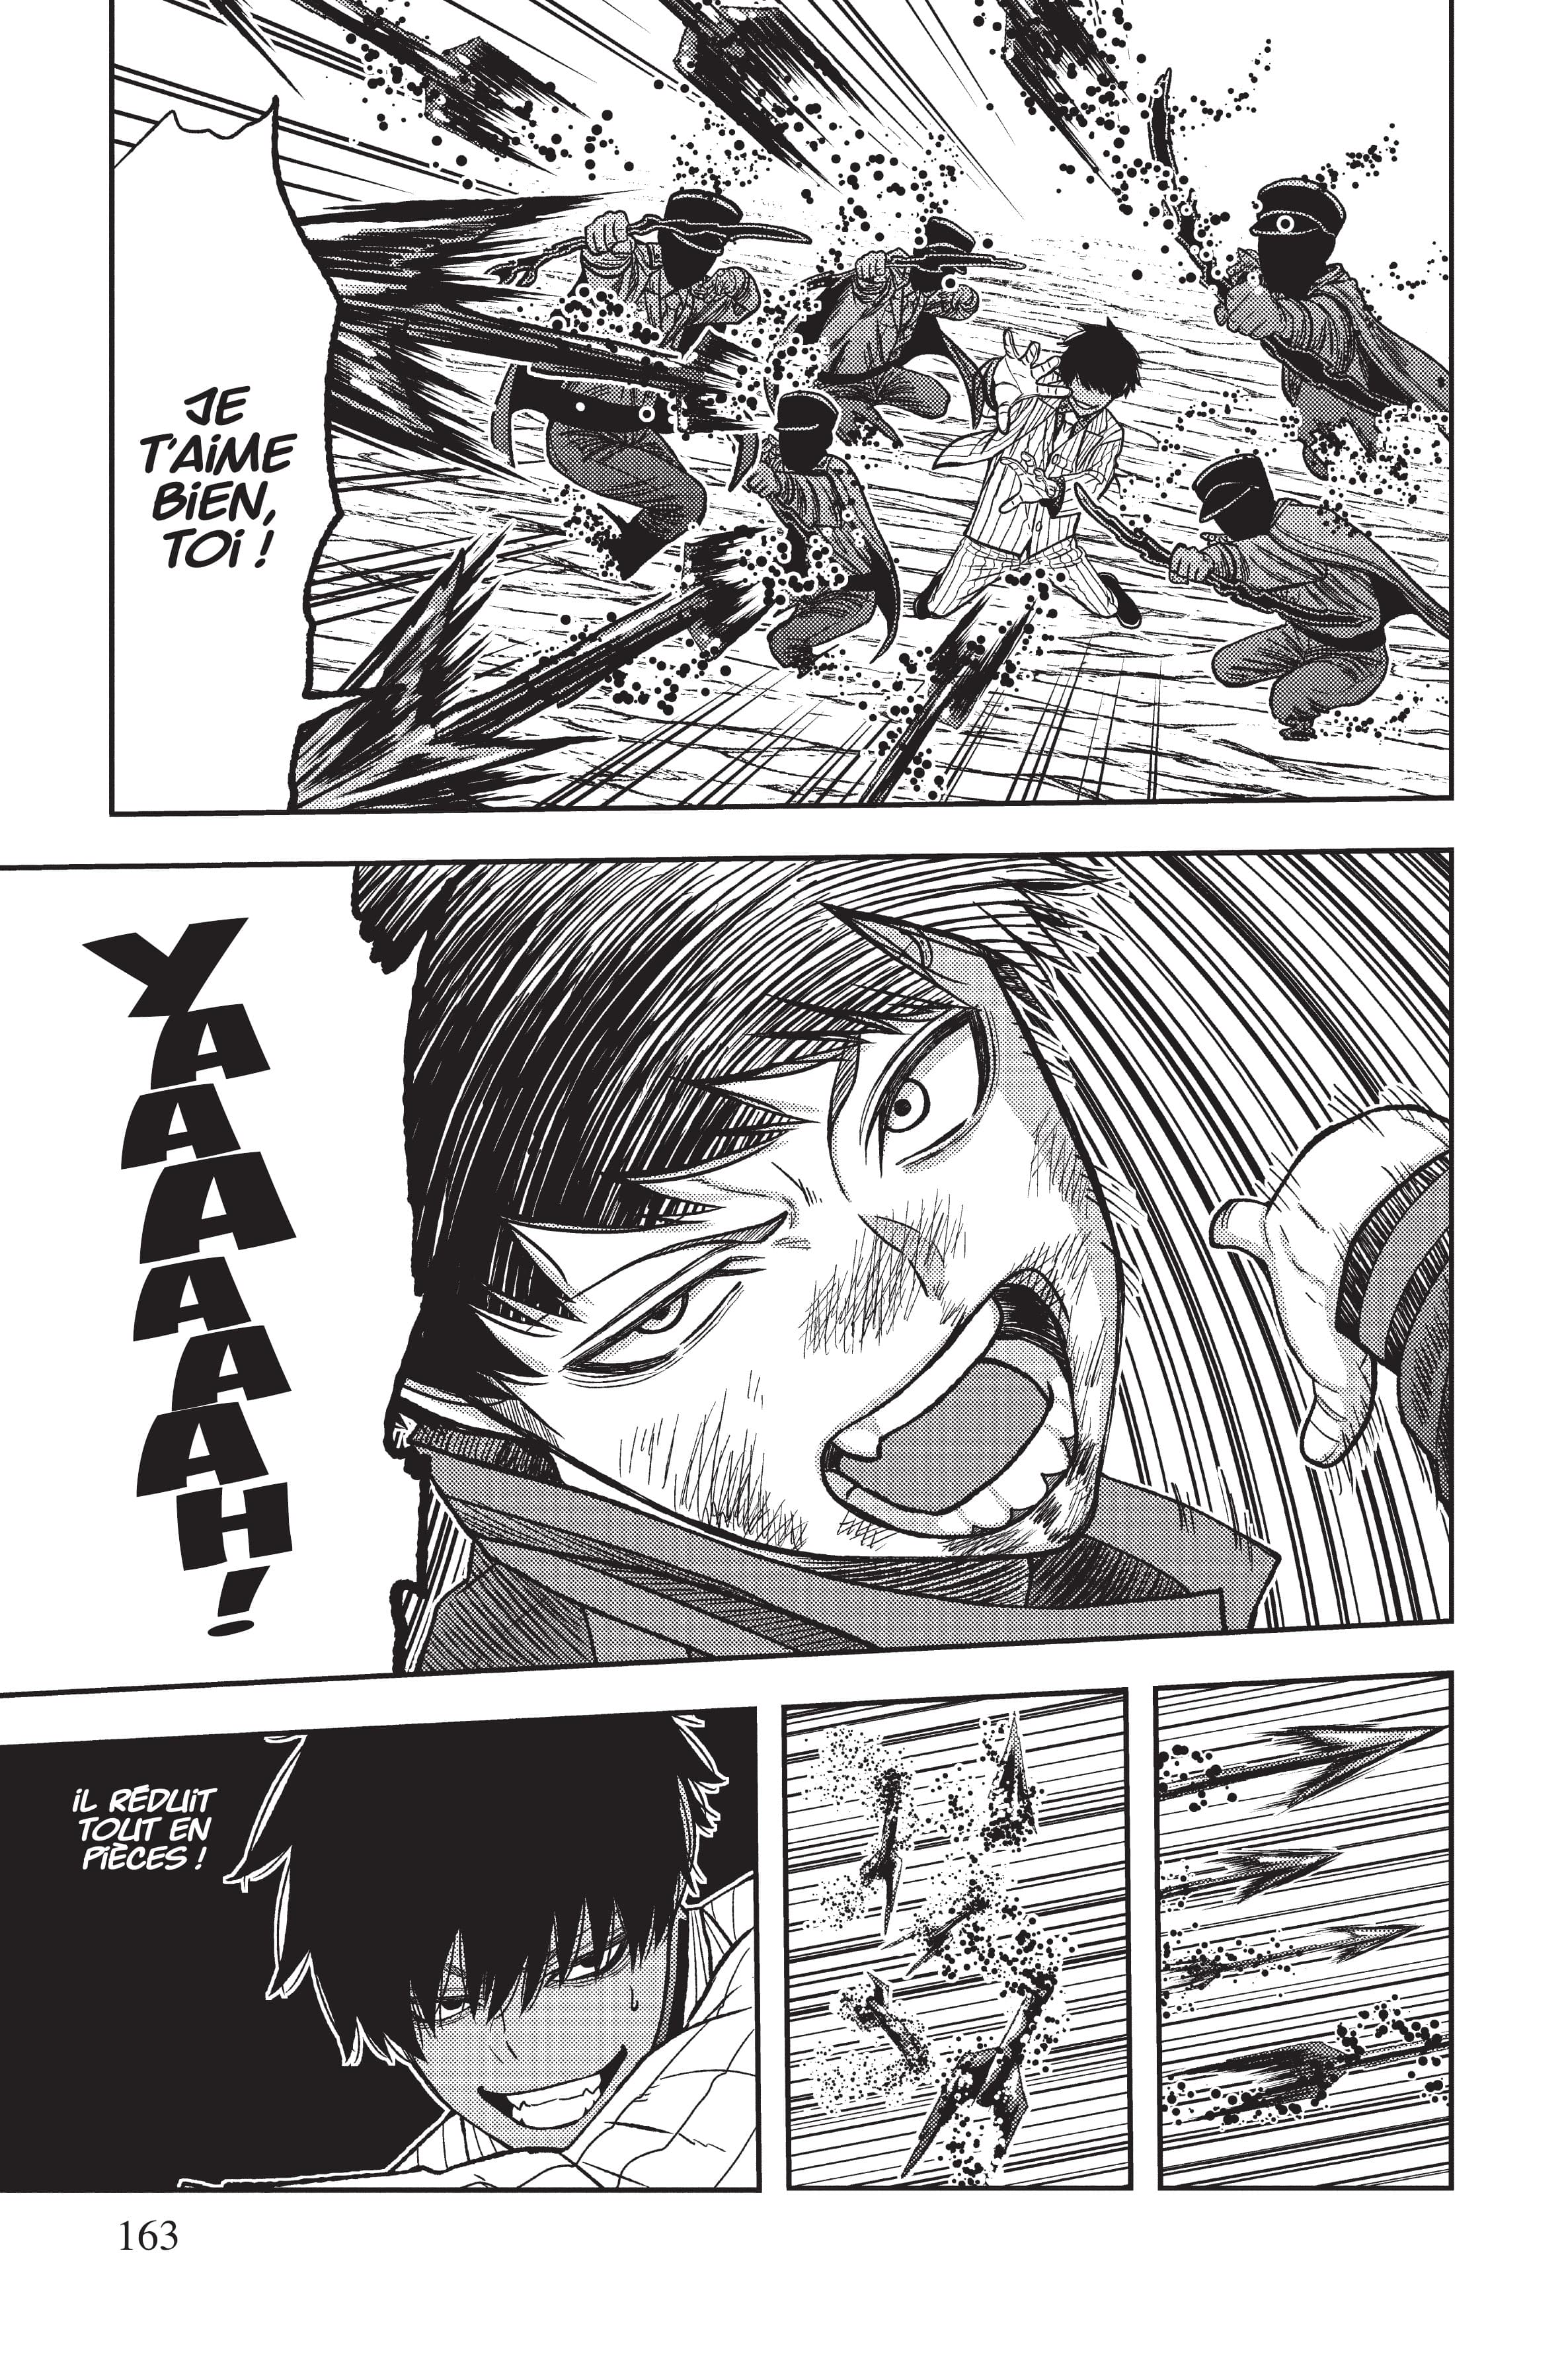 JE
T'AIME
BIEN,
TOI !
YAAAAAAH!
IL RÉDUIT
TOUT EN
PIÈCES !
163